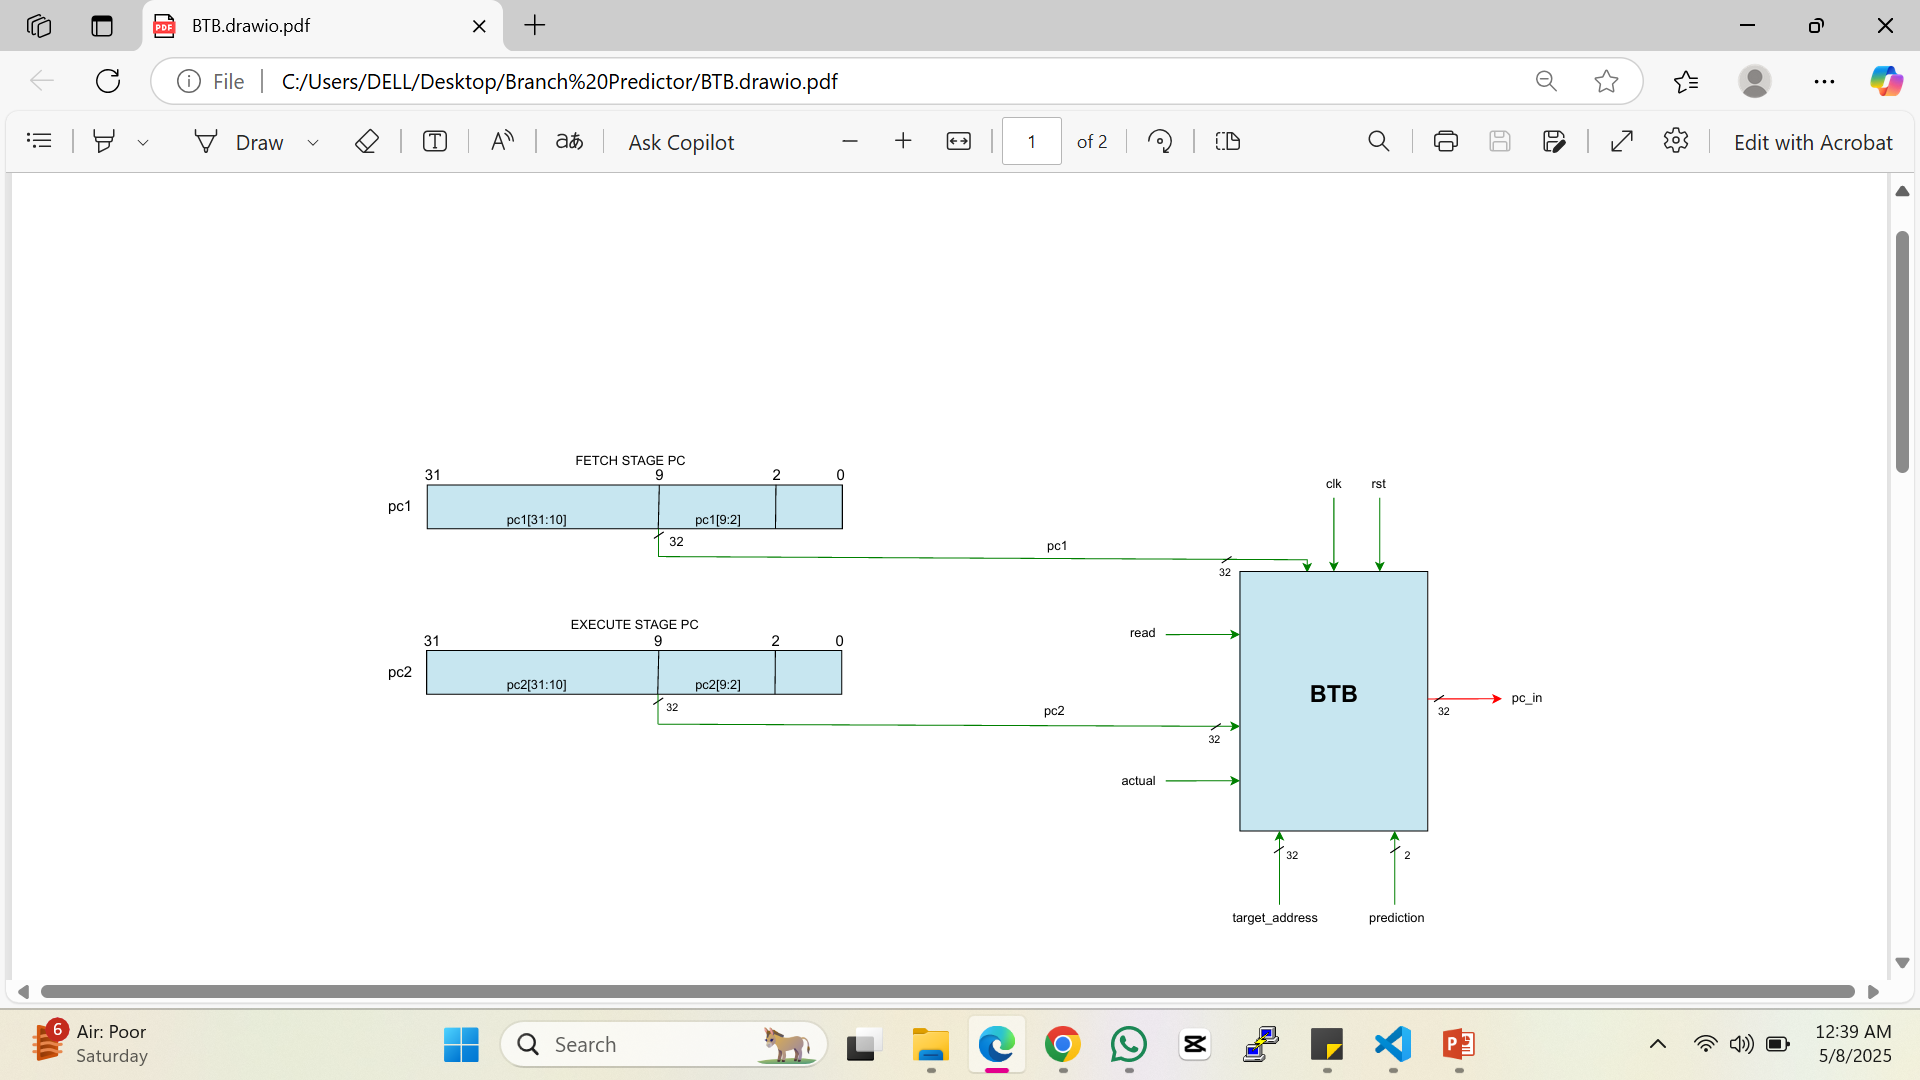 BTB.drawio.pdf
File
C:/Users/DELL/Desktop/Branch%20Predictor/BTB.drawio.pdf
Draw
aあ
Ask Copilot
1
of 2
Edit with Acrobat
FETCH STAGE PC
31 9 2 0
pc1
pc1[31:10] pc1[9:2]
32
pc1
32
clk rst
EXECUTE STAGE PC
31 9 2 0
pc2
pc2[31:10] pc2[9:2]
32
pc2
32
read
actual
BTB
pc_in
32
32
2
target_address prediction
6
Air: Poor
Saturday
Search
12:39 AM
5/8/2025